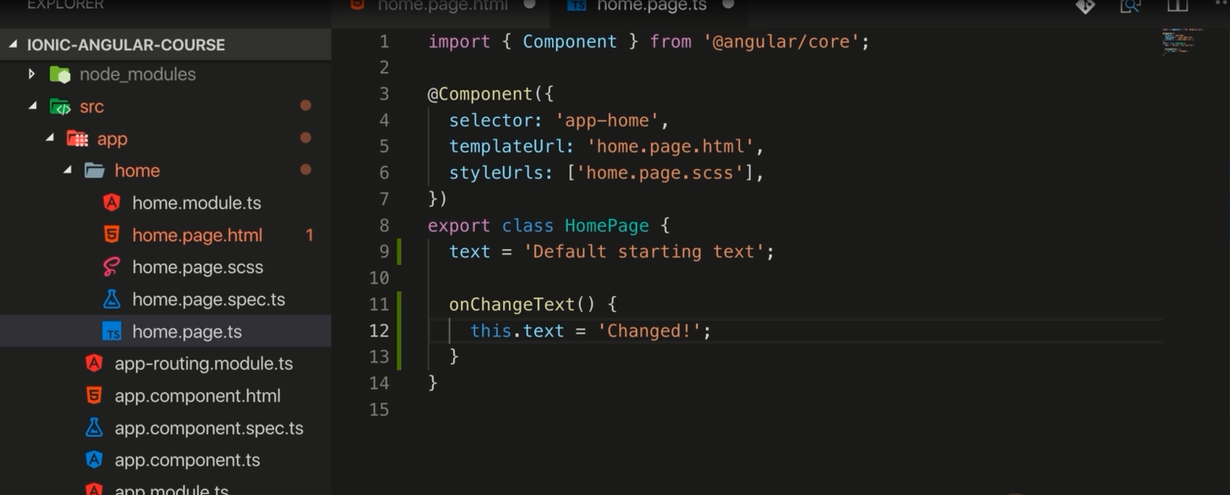 EXPLORER
IONIC-ANGULAR-COURSE
node_modules
src
app
home
home.module.ts
home.page.html 1
home.page.scss
home.page.spec.ts
home.page.ts
app-routing.module.ts
app.component.html
app.component.spec.ts
app.component.ts
app.module.ts
home.page.html
home.page.ts
1 import { Component } from '@angular/core';
2
3 @Component({
4 selector: 'app-home',
5 templateUrl: 'home.page.html',
6 styleUrls: ['home.page.scss'],
7 })
8 export class HomePage {
9 text = 'Default starting text';
10
11 onChangeText() {
12 this.text = 'Changed!';
13 }
14 }
15